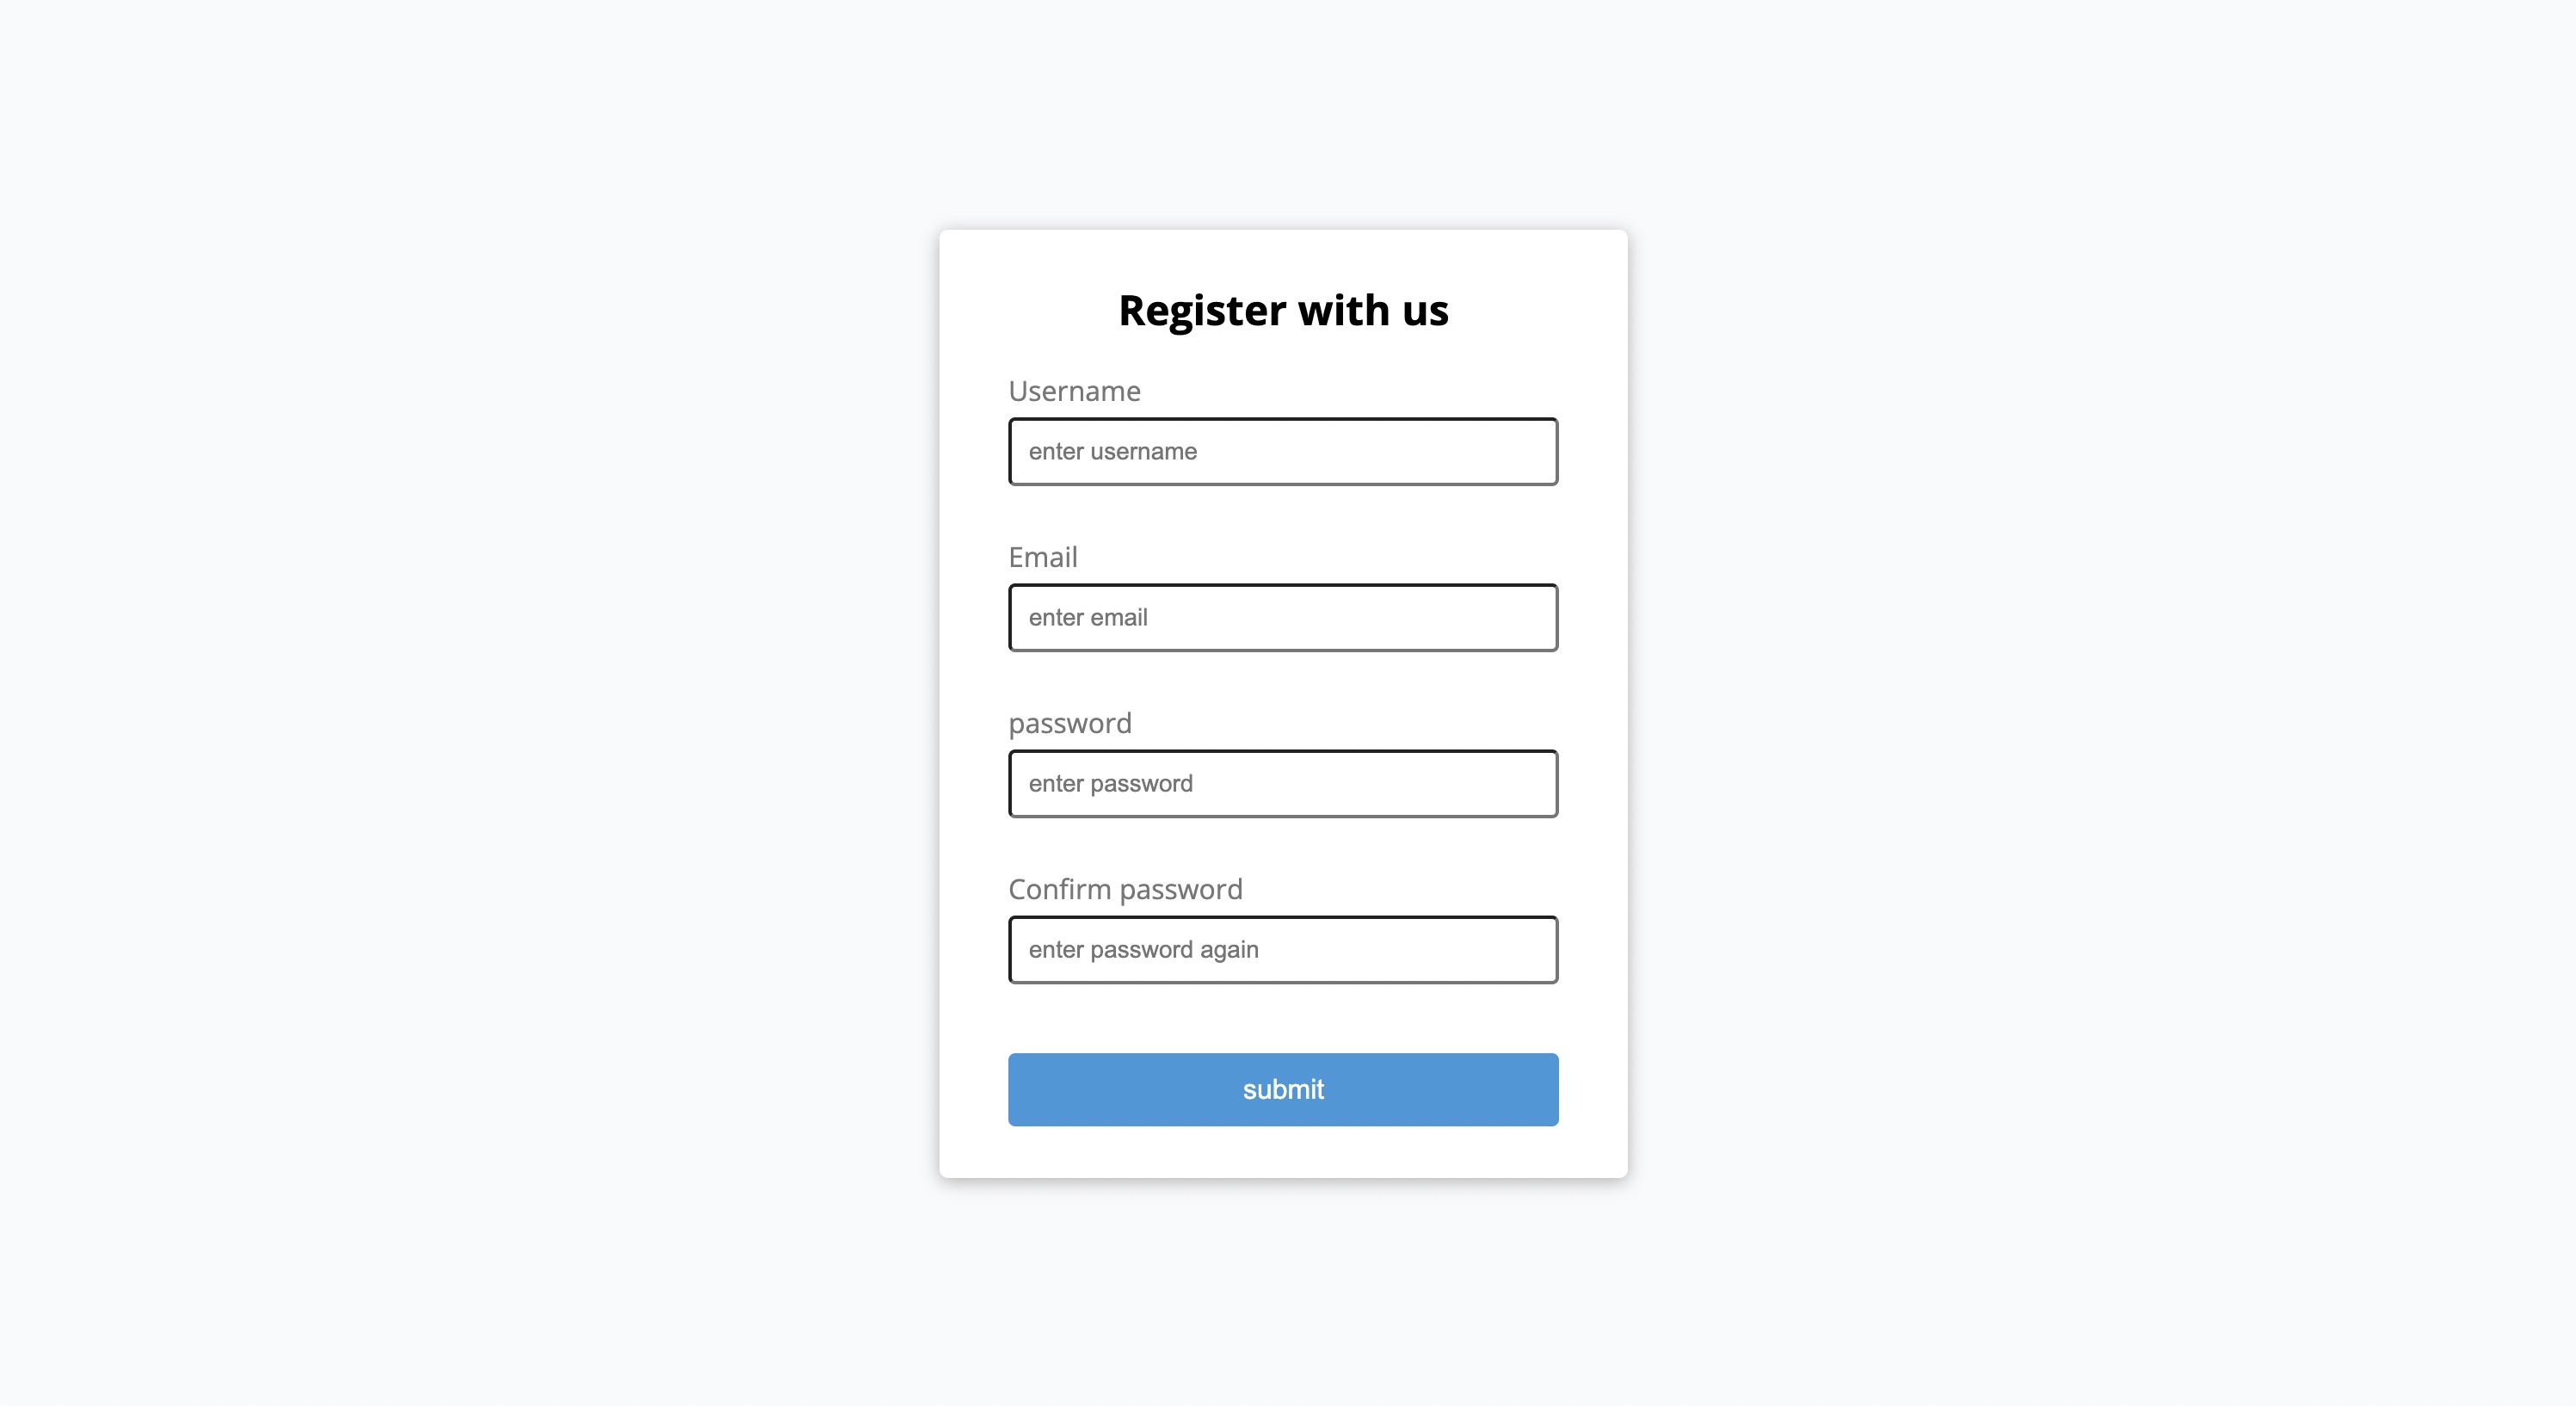 Register with us
Username
enter username
Email
enter email
password
enter password
Confirm password
enter password again
submit